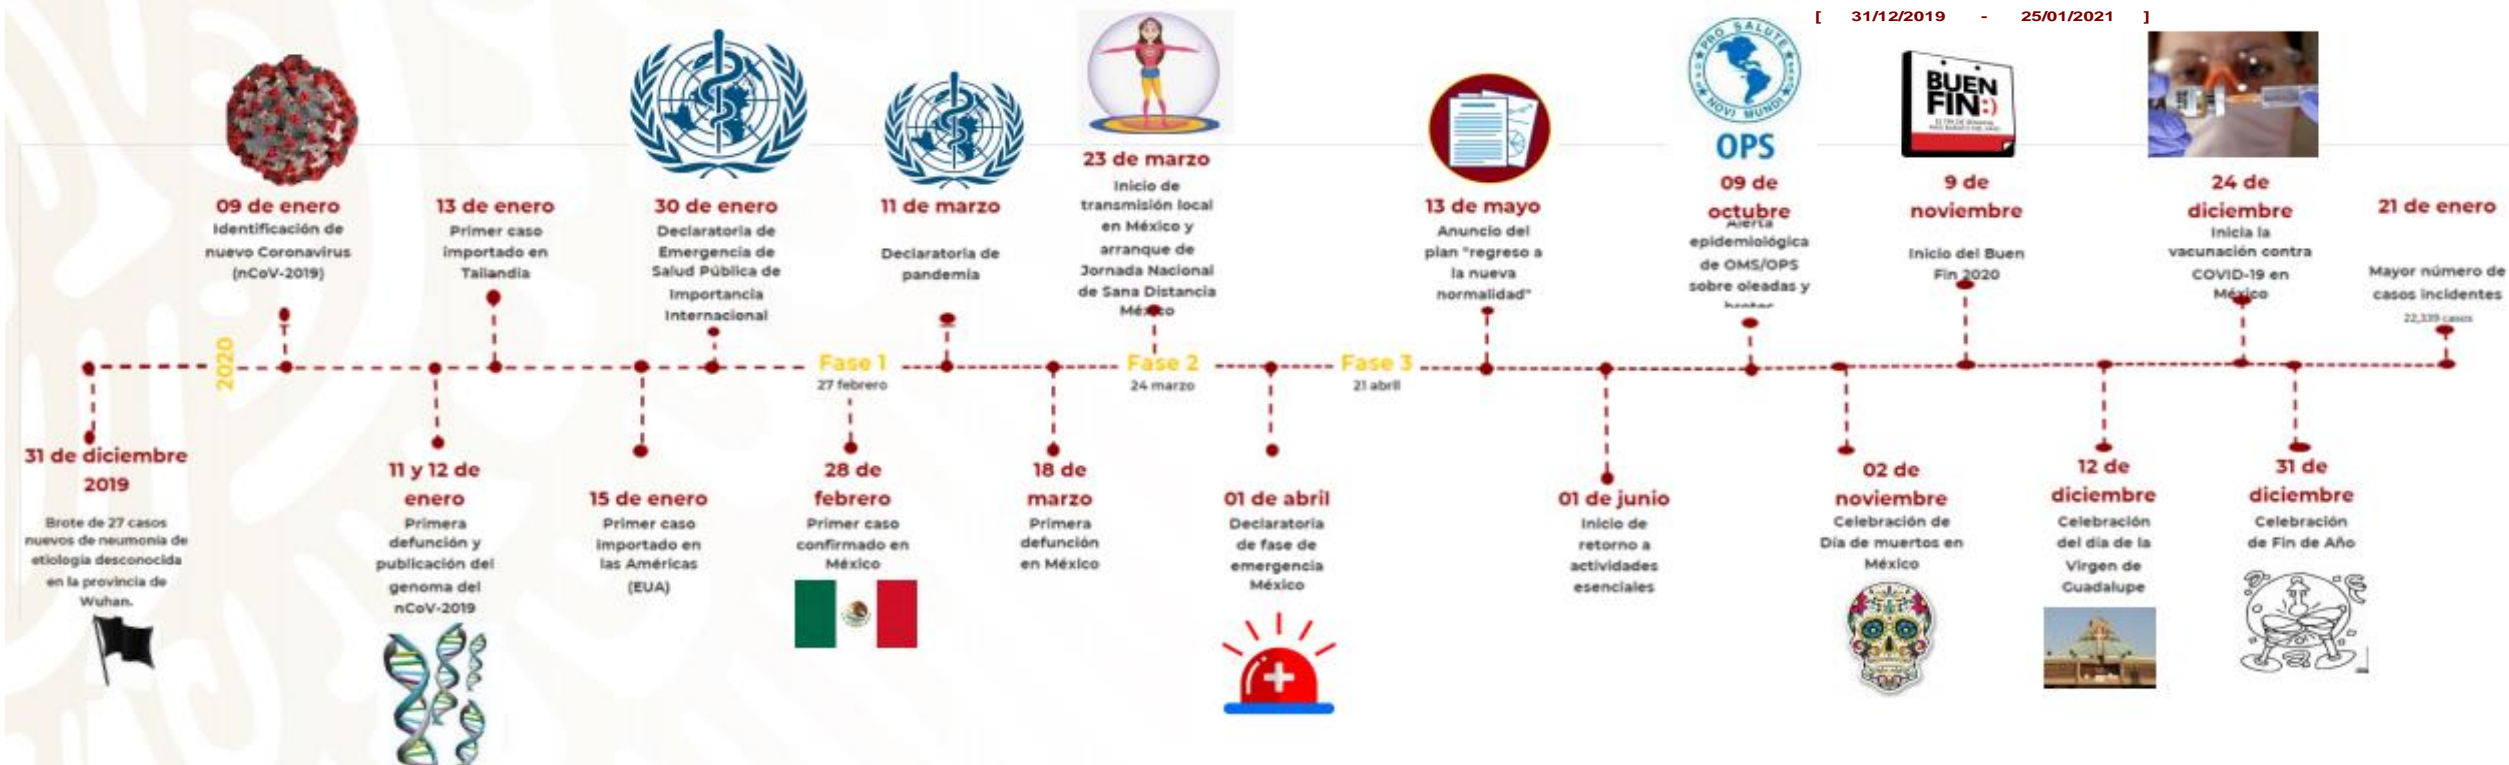 [ 31/12/2019 - 25/01/2021 ]
PRO SALUTE
NOVI MUNDI
OPS
BUEN
FIN:)
23 de marzo
Inicio de
transmisión local
en México y
arranque de
Jornada Nacional
de Sana Distancia
México
09 de enero
Identificación de
nuevo Coronavirus
(nCoV-2019)
13 de enero
Primer caso
importado en
Tailandia
30 de enero
Declaratoria de
Emergencia de
Salud Pública de
Importancia
Internacional
11 de marzo
Declaratoria de
pandemia
13 de mayo
Anuncio del
plan "regreso a
la nueva
normalidad"
09 de
octubre
Alerta
epidemiológica
de OMS/OPS
sobre oleadas y
brotes
9 de
noviembre
Inicio del Buen
Fin 2020
24 de
diciembre
Inicia la
vacunación contra
COVID-19 en
México
21 de enero
Mayor número de
casos incidentes
22,339 casos
2020
Fase 1
27 febrero
Fase 2
24 marzo
Fase 3
21 abril
31 de diciembre
2019
Brote de 27 casos
nuevos de neumonía de
etiología desconocida
en la provincia de
Wuhan.
11 y 12 de
enero
Primera
defunción y
publicación del
genoma del
nCoV-2019
15 de enero
Primer caso
importado en
las Américas
(EUA)
28 de
febrero
Primer caso
confirmado en
México
18 de
marzo
Primera
defunción
en México
01 de abril
Declaratoria
de fase de
emergencia
México
01 de junio
Inicio de
retorno a
actividades
esenciales
02 de
noviembre
Celebración de
Día de muertos en
México
12 de
diciembre
Celebración
del día de la
Virgen de
Guadalupe
31 de
diciembre
Celebración
de Fin de Año